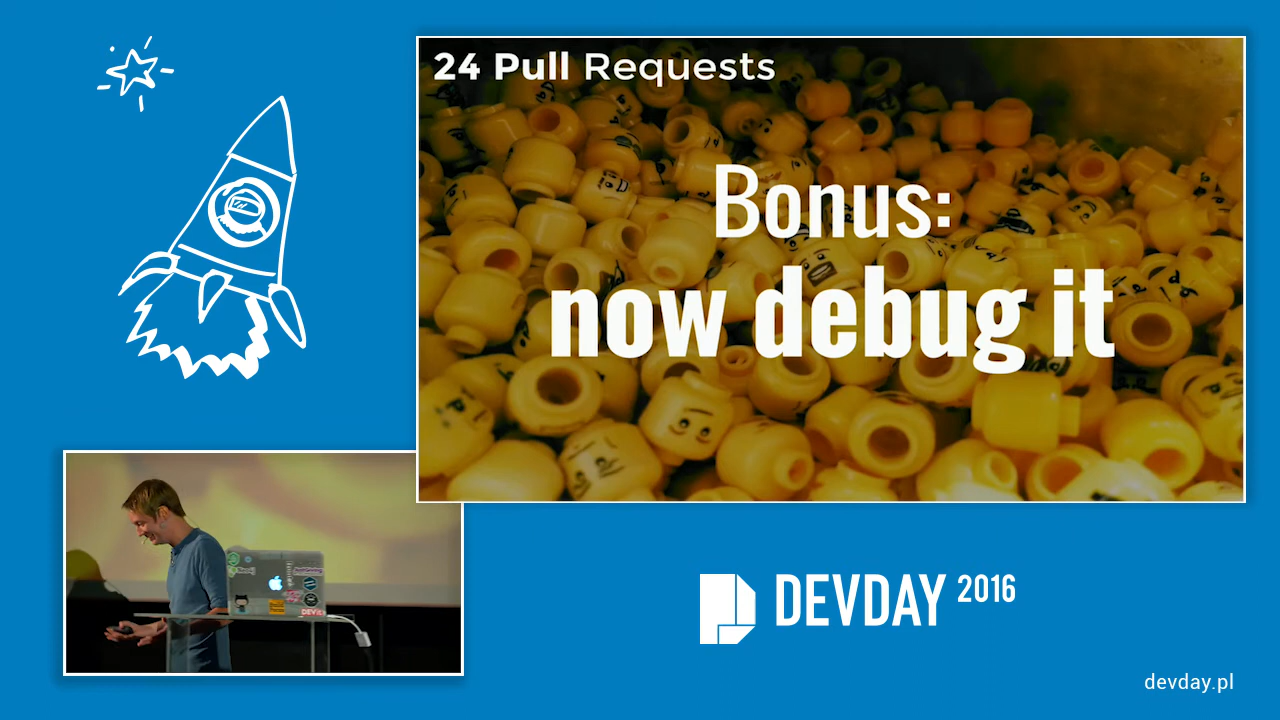 24 Pull Requests
Bonus:
now debug it
DEVDAY 2016
devday.pl